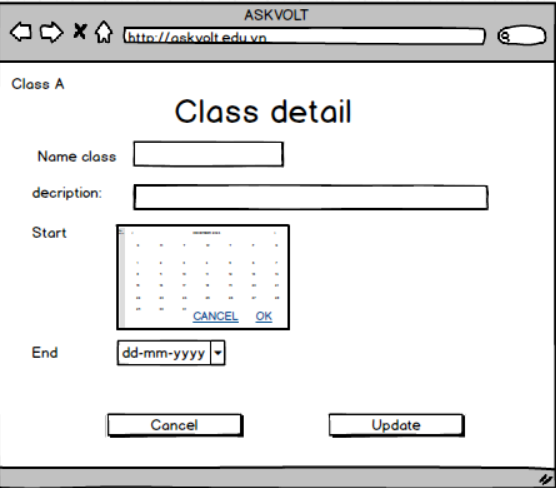 ASKVOLT
http://askvolt.edu.vn
Class A
Class detail
Name class
decription:
Start
CANCEL OK
End
dd-mm-yyyy
Cancel Update